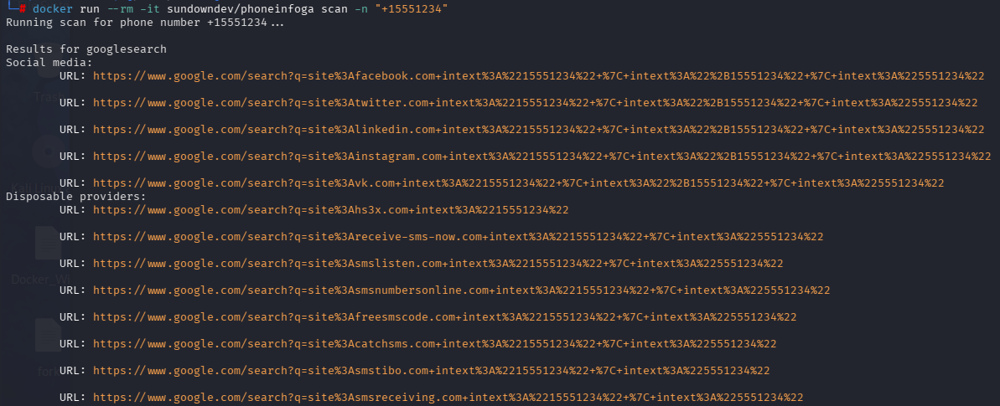 └─# docker run --rm -it sundowndev/phoneinfoga scan -n "+15551234"
Running scan for phone number +15551234...
Results for googlesearch
Social media:
URL: https://www.google.com/search?q=site%3Afacebook.com+intext%3A%2215551234%22+%7C+intext%3A%22%2B15551234%22+%7C+intext%3A%225551234%22
URL: https://www.google.com/search?q=site%3Atwitter.com+intext%3A%2215551234%22+%7C+intext%3A%22%2B15551234%22+%7C+intext%3A%225551234%22
URL: https://www.google.com/search?q=site%3Alinkedin.com+intext%3A%2215551234%22+%7C+intext%3A%22%2B15551234%22+%7C+intext%3A%225551234%22
URL: https://www.google.com/search?q=site%3Ainstagram.com+intext%3A%2215551234%22+%7C+intext%3A%22%2B15551234%22+%7C+intext%3A%225551234%22
URL: https://www.google.com/search?q=site%3Avk.com+intext%3A%2215551234%22+%7C+intext%3A%22%2B15551234%22+%7C+intext%3A%225551234%22
Disposable providers:
URL: https://www.google.com/search?q=site%3Ahs3x.com+intext%3A%2215551234%22
URL: https://www.google.com/search?q=site%3Areceive-sms-now.com+intext%3A%2215551234%22+%7C+intext%3A%225551234%22
URL: https://www.google.com/search?q=site%3Asmslisten.com+intext%3A%2215551234%22+%7C+intext%3A%225551234%22
URL: https://www.google.com/search?q=site%3Asmsnumbersonline.com+intext%3A%2215551234%22+%7C+intext%3A%225551234%22
URL: https://www.google.com/search?q=site%3Afreesmscode.com+intext%3A%2215551234%22+%7C+intext%3A%225551234%22
URL: https://www.google.com/search?q=site%3Acatchsms.com+intext%3A%2215551234%22+%7C+intext%3A%225551234%22
URL: https://www.google.com/search?q=site%3Asmstibo.com+intext%3A%2215551234%22+%7C+intext%3A%225551234%22
URL: https://www.google.com/search?q=site%3Asmsreceiving.com+intext%3A%2215551234%22+%7C+intext%3A%225551234%22